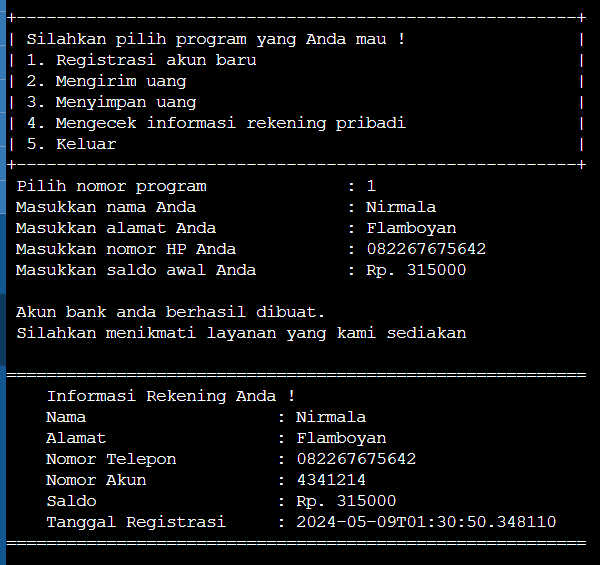 +--------------------------------------------------------+
| Silahkan pilih program yang Anda mau ! |
| 1. Registrasi akun baru |
| 2. Mengirim uang |
| 3. Menyimpan uang |
| 4. Mengecek informasi rekening pribadi |
| 5. Keluar |
+--------------------------------------------------------+
Pilih nomor program : 1
Masukkan nama Anda : Nirmala
Masukkan alamat Anda : Flamboyan
Masukkan nomor HP Anda : 082267675642
Masukkan saldo awal Anda : Rp. 315000
Akun bank anda berhasil dibuat.
Silahkan menikmati layanan yang kami sediakan
==========================================================
Informasi Rekening Anda !
Nama : Nirmala
Alamat : Flamboyan
Nomor Telepon : 082267675642
Nomor Akun : 4341214
Saldo : Rp. 315000
Tanggal Registrasi : 2024-05-09T01:30:50.348110
==========================================================